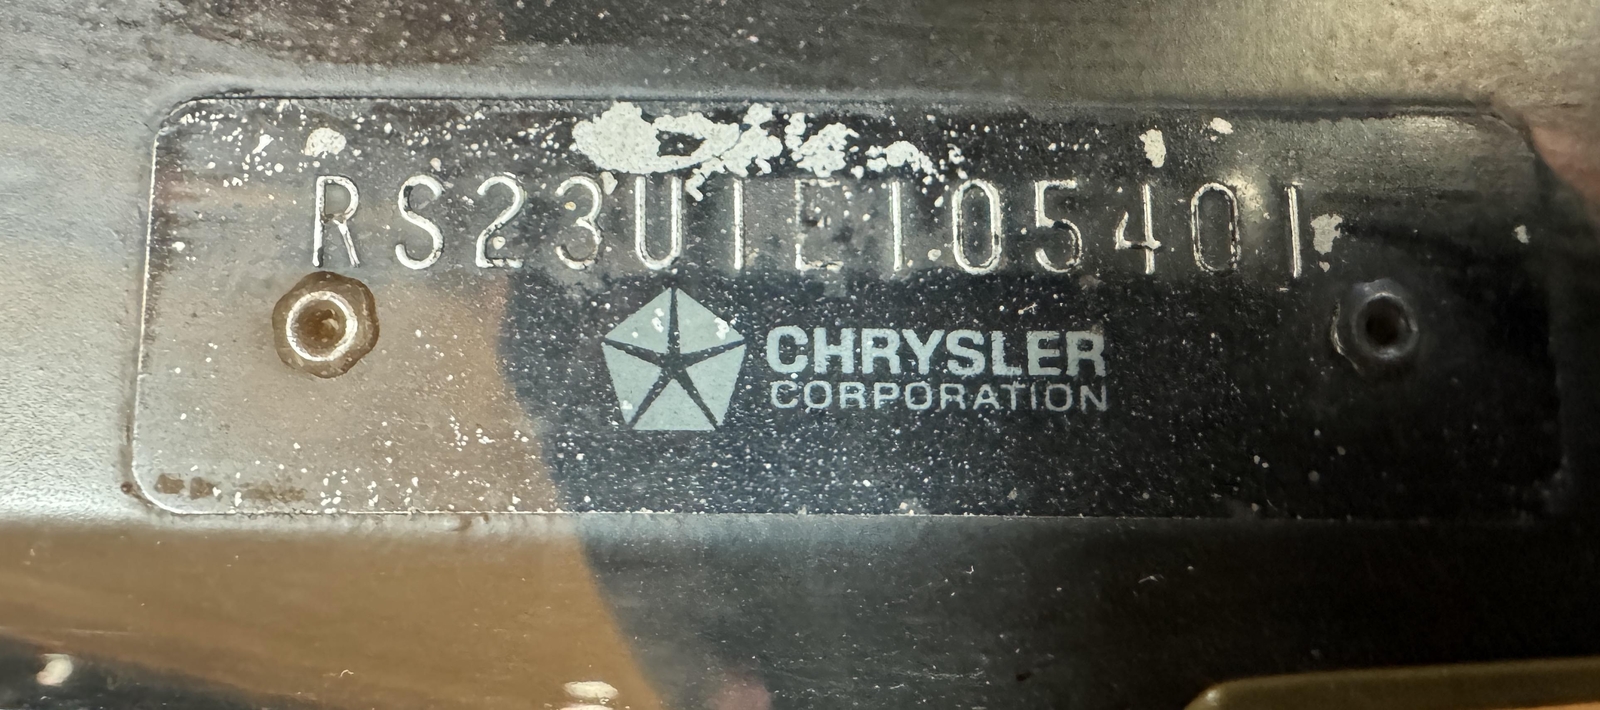 RS23U1E105401
CHRYSLER
CORPORATION